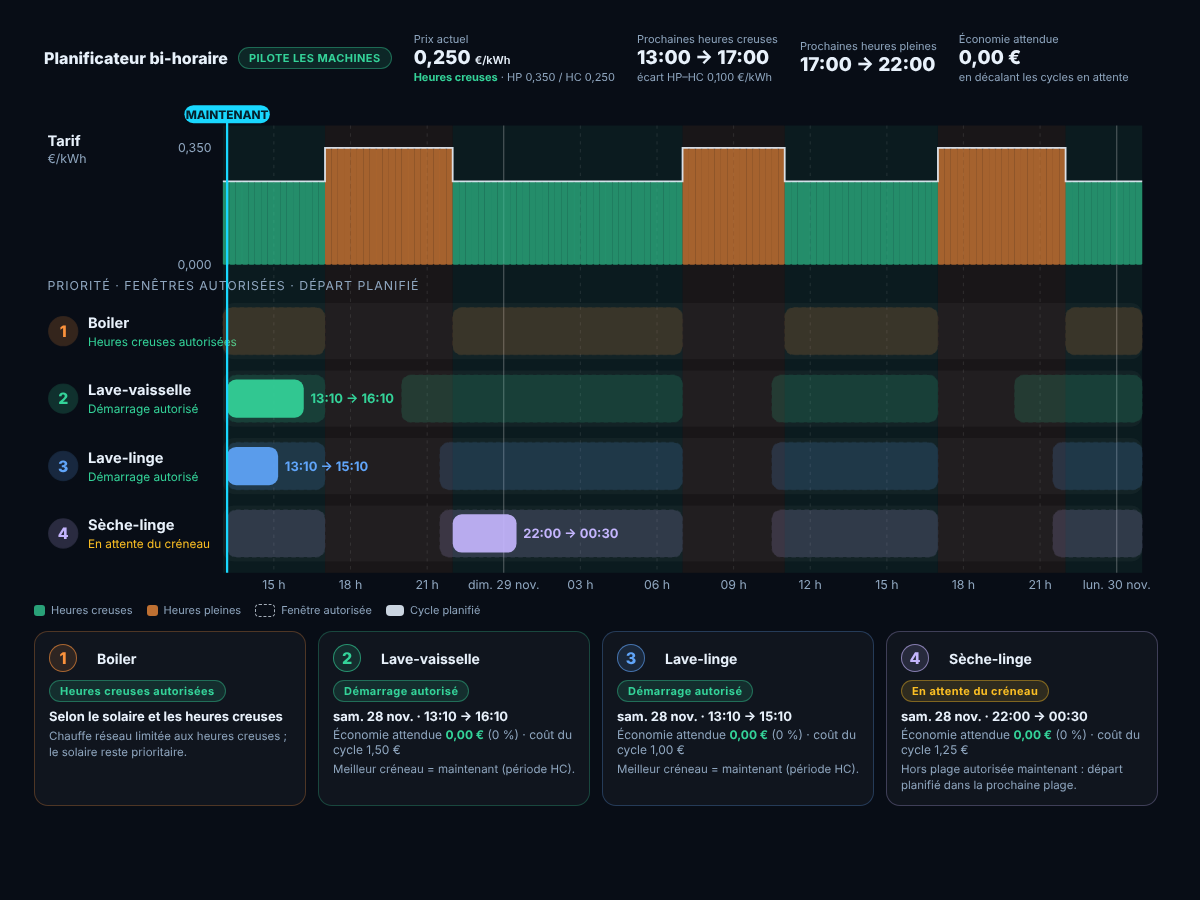 Planificateur bi-horaire
PILOTE LES MACHINES
Prix actuel
0,250 €/kWh
Heures creuses · HP 0,350 / HC 0,250
Prochaines heures creuses
13:00 → 17:00
écart HP–HC 0,100 €/kWh
Prochaines heures pleines
17:00 → 22:00
Économie attendue
0,00 €
en décalant les cycles en attente
MAINTENANT
Tarif
€/kWh
0,350
0,000
PRIORITÉ · FENÊTRES AUTORISÉES · DÉPART PLANIFIÉ
1
Boiler
Heures creuses autorisées
2
Lave-vaisselle
Démarrage autorisé
13:10 → 16:10
3
Lave-linge
Démarrage autorisé
13:10 → 15:10
4
Sèche-linge
En attente du créneau
22:00 → 00:30
15 h 18 h 21 h dim. 29 nov. 03 h 06 h 09 h 12 h 15 h 18 h 21 h lun. 30 nov.
Heures creuses Heures pleines Fenêtre autorisée Cycle planifié
1 Boiler
Heures creuses autorisées
Selon le solaire et les heures creuses
Chauffe réseau limitée aux heures creuses ;
le solaire reste prioritaire.
2 Lave-vaisselle
Démarrage autorisé
sam. 28 nov. · 13:10 → 16:10
Économie attendue 0,00 € (0 %) · coût du
cycle 1,50 €
Meilleur créneau = maintenant (période HC).
3 Lave-linge
Démarrage autorisé
sam. 28 nov. · 13:10 → 15:10
Économie attendue 0,00 € (0 %) · coût du
cycle 1,00 €
Meilleur créneau = maintenant (période HC).
4 Sèche-linge
En attente du créneau
sam. 28 nov. · 22:00 → 00:30
Économie attendue 0,00 € (0 %) · coût du
cycle 1,25 €
Hors plage autorisée maintenant : départ
planifié dans la prochaine plage.